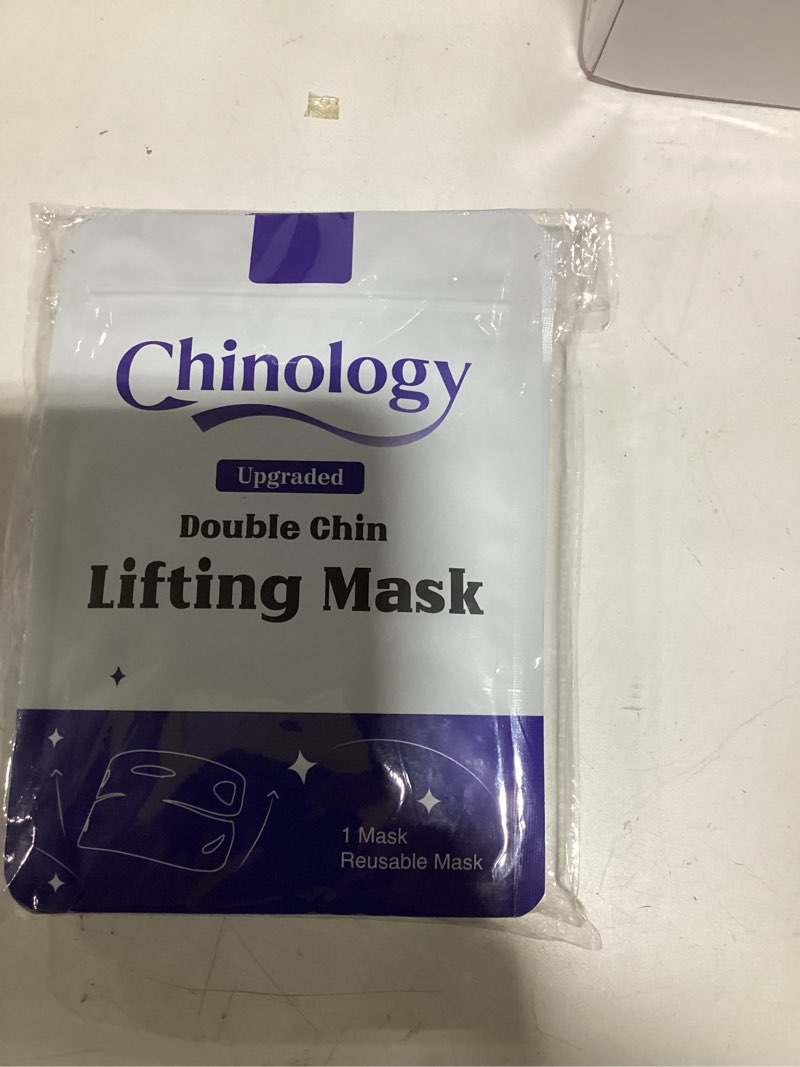 Chinology
Upgraded
Double Chin
Lifting Mask
1 Mask
Reusable Mask